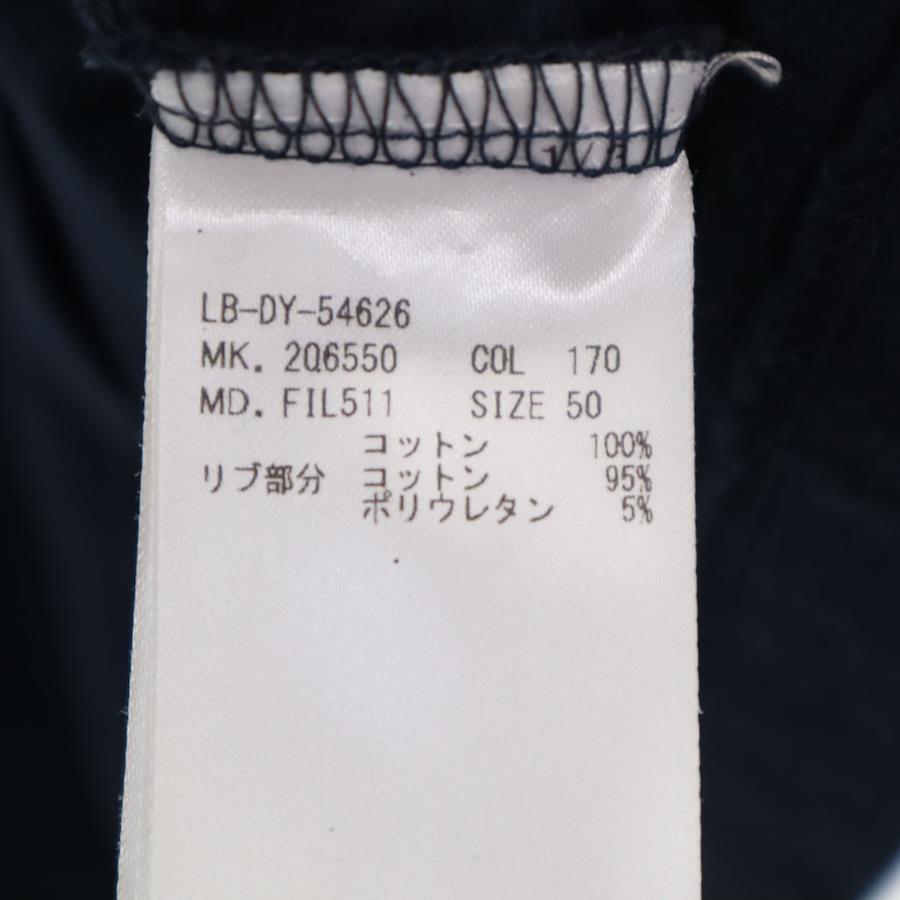 LB-DY-54626
MK. 206550 COL 170
MD. FIL511 SIZE 50
コットン 100%
リブ部分 コットン 95%
ポリウレタン 5%